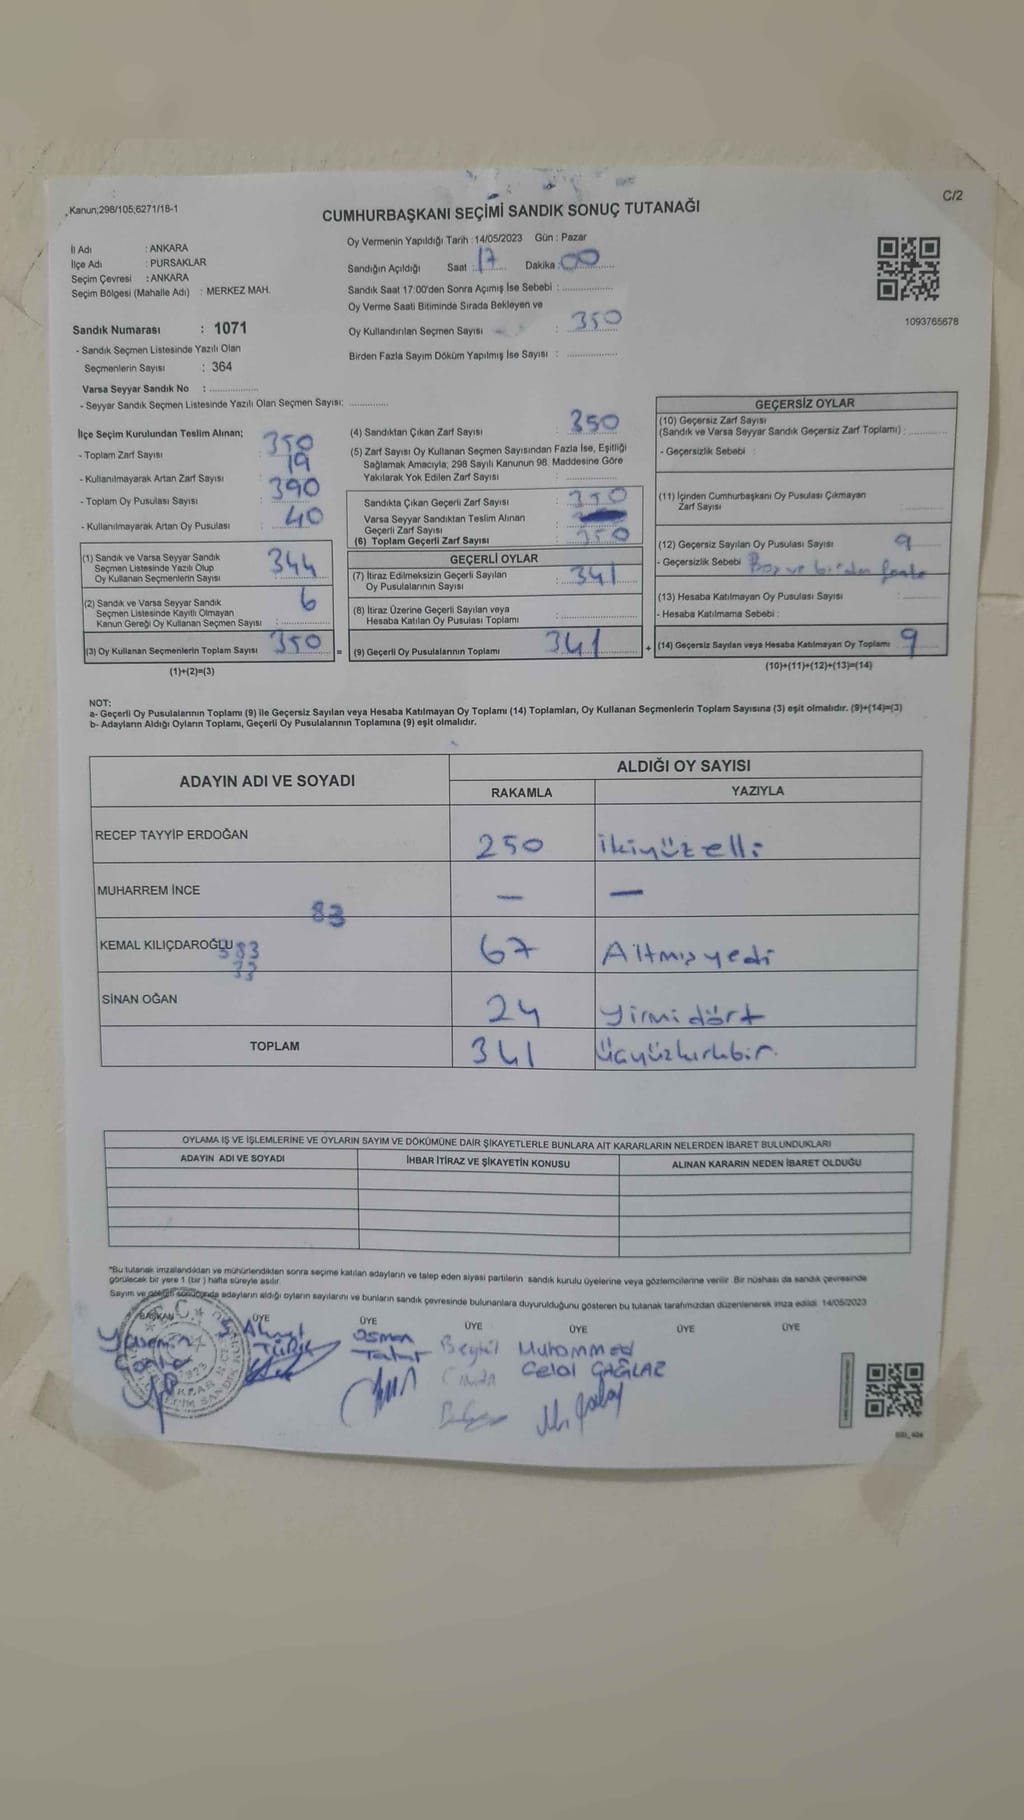 Kanun;298/105;6271/18-1
C/2
CUMHURBAŞKANI SEÇİMİ SANDIK SONUÇ TUTANAĞI
İl Adı : ANKARA
İlçe Adı : PURSAKLAR
Seçim Çevresi : ANKARA
Seçim Bölgesi (Mahalle Adı) : MERKEZ MAH.
Oy Vermenin Yapıldığı Tarih : 14/05/2023 Gün : Pazar
Sandığın Açıldığı Saat : 17 Dakika : 00
Sandık Saat 17:00'den Sonra Açımış İse Sebebi :
Oy Verme Saati Bitiminde Sırada Bekleyen ve
Oy Kullandırılan Seçmen Sayısı : 350
Birden Fazla Sayım Döküm Yapılmış İse Sayısı :
1093765678
Sandık Numarası : 1071
- Sandık Seçmen Listesinde Yazılı Olan
Seçmenlerin Sayısı : 364
Varsa Seyyar Sandık No :
- Seyyar Sandık Seçmen Listesinde Yazılı Olan Seçmen Sayısı:
İlçe Seçim Kurulundan Teslim Alınan;
- Toplam Zarf Sayısı : 350
- Kullanılmayarak Artan Zarf Sayısı : 19
- Toplam Oy Pusulası Sayısı : 390
- Kullanılmayarak Artan Oy Pusulası : 40
(1) Sandık ve Varsa Seyyar Sandık
Seçmen Listesinde Yazılı Olup
Oy Kullanan Seçmenlerin Sayısı : 344
(2) Sandık ve Varsa Seyyar Sandık
Seçmen Listesinde Kayıtlı Olmayan
Kanun Gereği Oy Kullanan Seçmen Sayısı : 6
(3) Oy Kullanan Seçmenlerin Toplam Sayısı : 350
(1)+(2)=(3)
(4) Sandıktan Çıkan Zarf Sayısı : 350
(5) Zarf Sayısı Oy Kullanan Seçmen Sayısından Fazla İse, Eşitliği
Sağlamak Amacıyla; 298 Sayılı Kanunun 98. Maddesine Göre
Yakılarak Yok Edilen Zarf Sayısı :
Sandıkta Çıkan Geçerli Zarf Sayısı : 350
Varsa Seyyar Sandıktan Teslim Alınan
Geçerli Zarf Sayısı :
(6) Toplam Geçerli Zarf Sayısı : 350
GEÇERLİ OYLAR
(7) İtiraz Edilmeksizin Geçerli Sayılan
Oy Pusulalarının Sayısı : 341
(8) İtiraz Üzerine Geçerli Sayılan veya
Hesaba Katılan Oy Pusulası Toplamı :
= (9) Geçerli Oy Pusulalarının Toplamı 341
GEÇERSİZ OYLAR
(10) Geçersiz Zarf Sayısı
(Sandık ve Varsa Seyyar Sandık Geçersiz Zarf Toplamı) :
- Geçersizlik Sebebi :
(11) İçinden Cumhurbaşkanı Oy Pusulası Çıkmayan
Zarf Sayısı :
(12) Geçersiz Sayılan Oy Pusulası Sayısı : 9
- Geçersizlik Sebebi : Boş ve birden fazla
(13) Hesaba Katılmayan Oy Pusulası Sayısı :
- Hesaba Katılmama Sebebi :
+ (14) Geçersiz Sayılan veya Hesaba Katılmayan Oy Toplamı : 9
(10)+(11)+(12)+(13)=(14)
NOT:
a- Geçerli Oy Pusulalarının Toplamı (9) ile Geçersiz Sayılan veya Hesaba Katılmayan Oy Toplamı (14) Toplamları, Oy Kullanan Seçmenlerin Toplam Sayısına (3) eşit olmalıdır. (9)+(14)=(3)
b- Adayların Aldığı Oyların Toplamı, Geçerli Oy Pusulalarının Toplamına (9) eşit olmalıdır.
ADAYIN ADI VE SOYADI ALDIĞI OY SAYISI
RAKAMLA YAZIYLA
RECEP TAYYİP ERDOĞAN 250 ikiyüzelli
MUHARREM İNCE — —
83
KEMAL KILIÇDAROĞLU 383 67 Altmışyedi
33
SİNAN OĞAN 24 yirmidört
TOPLAM 341 üçyüzkırkbir
OYLAMA İŞ VE İŞLEMLERİNE VE OYLARIN SAYIM VE DÖKÜMÜNE DAİR ŞİKAYETLERLE BUNLARA AİT KARARLARIN NELERDEN İBARET BULUNDUKLARI
ADAYIN ADI VE SOYADI İHBAR İTİRAZ VE ŞİKAYETİN KONUSU ALINAN KARARIN NEDEN İBARET OLDUĞU
"Bu tutanak imzalandıktan ve mühürlendikten sonra seçime katılan adayların ve talep eden siyasi partilerin sandık kurulu üyelerine veya gözlemcilerine verilir. Bir nüshası da sandık çevresinde
görülecek bir yere 1 (bir) hafta süreyle asılır.
Sayım ve döküm sonucunda adayların aldığı oyların sayılarını ve bunların sandık çevresinde bulunanlara duyurulduğunu gösteren bu tutanak tarafımızdan düzenlenerek imza edildi. 14/05/2023
BAŞKAN ÜYE ÜYE ÜYE ÜYE ÜYE ÜYE
Ahmet Osman Muhammed
Celal ÇAĞLAZ